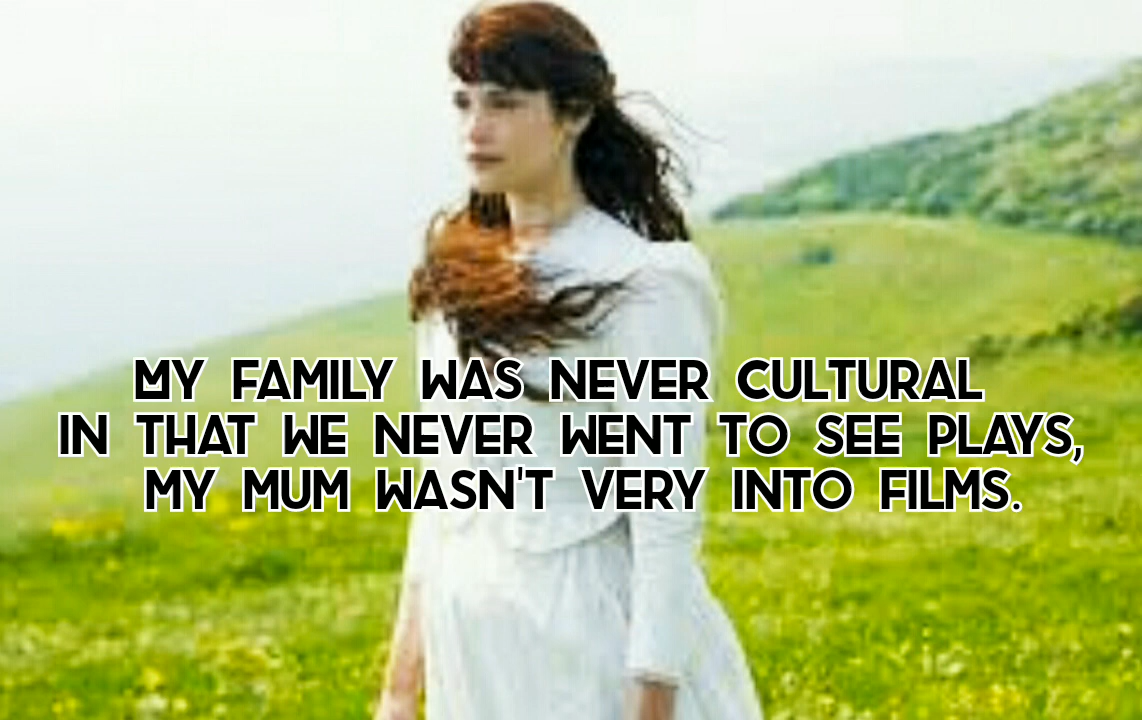 MY FAMILY WAS NEVER CULTURAL
IN THAT WE NEVER WENT TO SEE PLAYS,
MY MUM WASN'T VERY INTO FILMS.